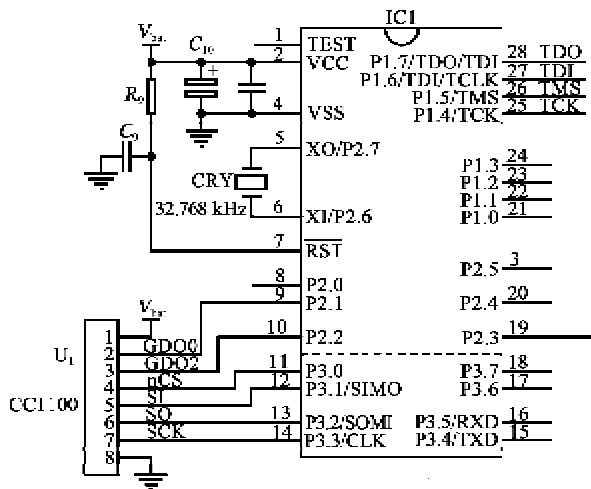 IC1
V_bat.
C_10
+
1 TEST
2 VCC
P1.7/TDO/TDI 28 TDO
P1.6/TDI/TCLK 27 TDI
P1.5/TMS 26 TMS
P1.4/TCK 25 TCK
R_9
4 VSS
C_9
5 XO/P2.7
CRY
32.768 kHz
6 XI/P2.6
P1.3 24
P1.2 23
P1.1 22
P1.0 21
7 RST
P2.5 3
8 P2.0
9 P2.1
P2.4 20
V_bat.
10 P2.2
P2.3 19
U_1
CC1100
1
2 GDO0
3 GDO2
4 nCS
5 SI
6 SO
7 SCK
8
11 P3.0
12 P3.1/SIMO
13 P3.2/SOMI
14 P3.3/CLK
P3.7 18
P3.6 17
P3.5/RXD 16
P3.4/TXD 15